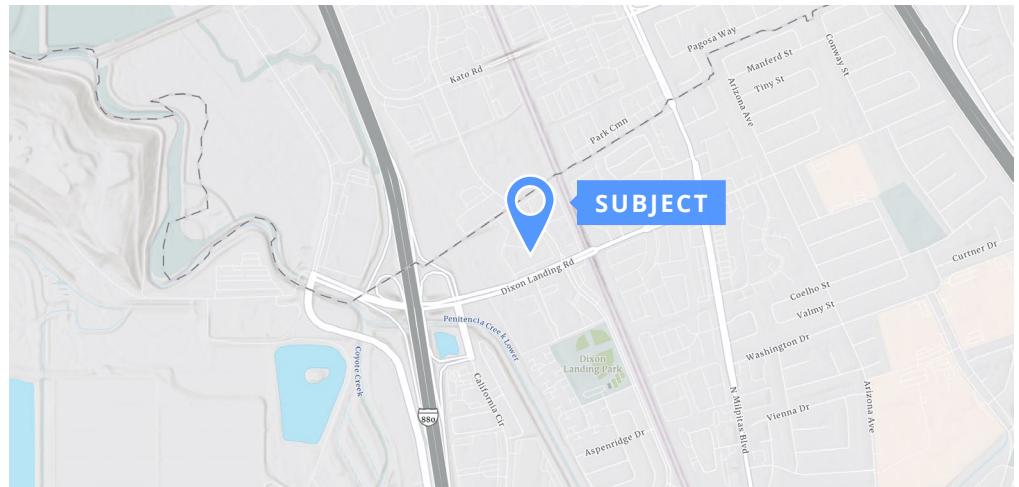 Pagosa Way
Manferd St
Conway St
Kato Rd
Tiny St
Arizona Ave
Park Cmn
SUBJECT
Curtner Dr
Dixon Landing Rd
Coelho St
Valmy St
Penitencia Creek Lower
Washington Dr
Coyote Creek
Dixon
Landing Park
California Cir
N Milpitas Blvd
Arizona Ave
Vienna Dr
880
Aspenridge Dr